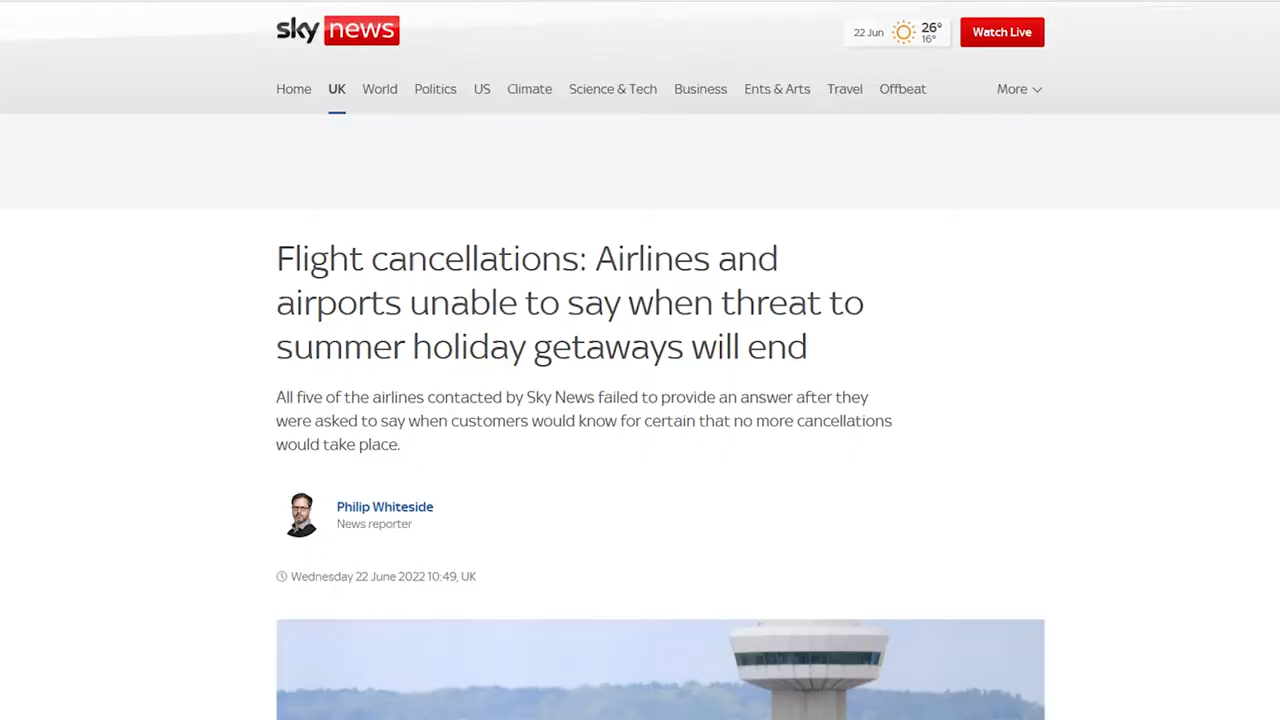 sky news
22 Jun 26° 16° Watch Live
Home UK World Politics US Climate Science & Tech Business Ents & Arts Travel Offbeat More
Flight cancellations: Airlines and
airports unable to say when threat to
summer holiday getaways will end
All five of the airlines contacted by Sky News failed to provide an answer after they
were asked to say when customers would know for certain that no more cancellations
would take place.
Philip Whiteside
News reporter
Wednesday 22 June 2022 10:49, UK